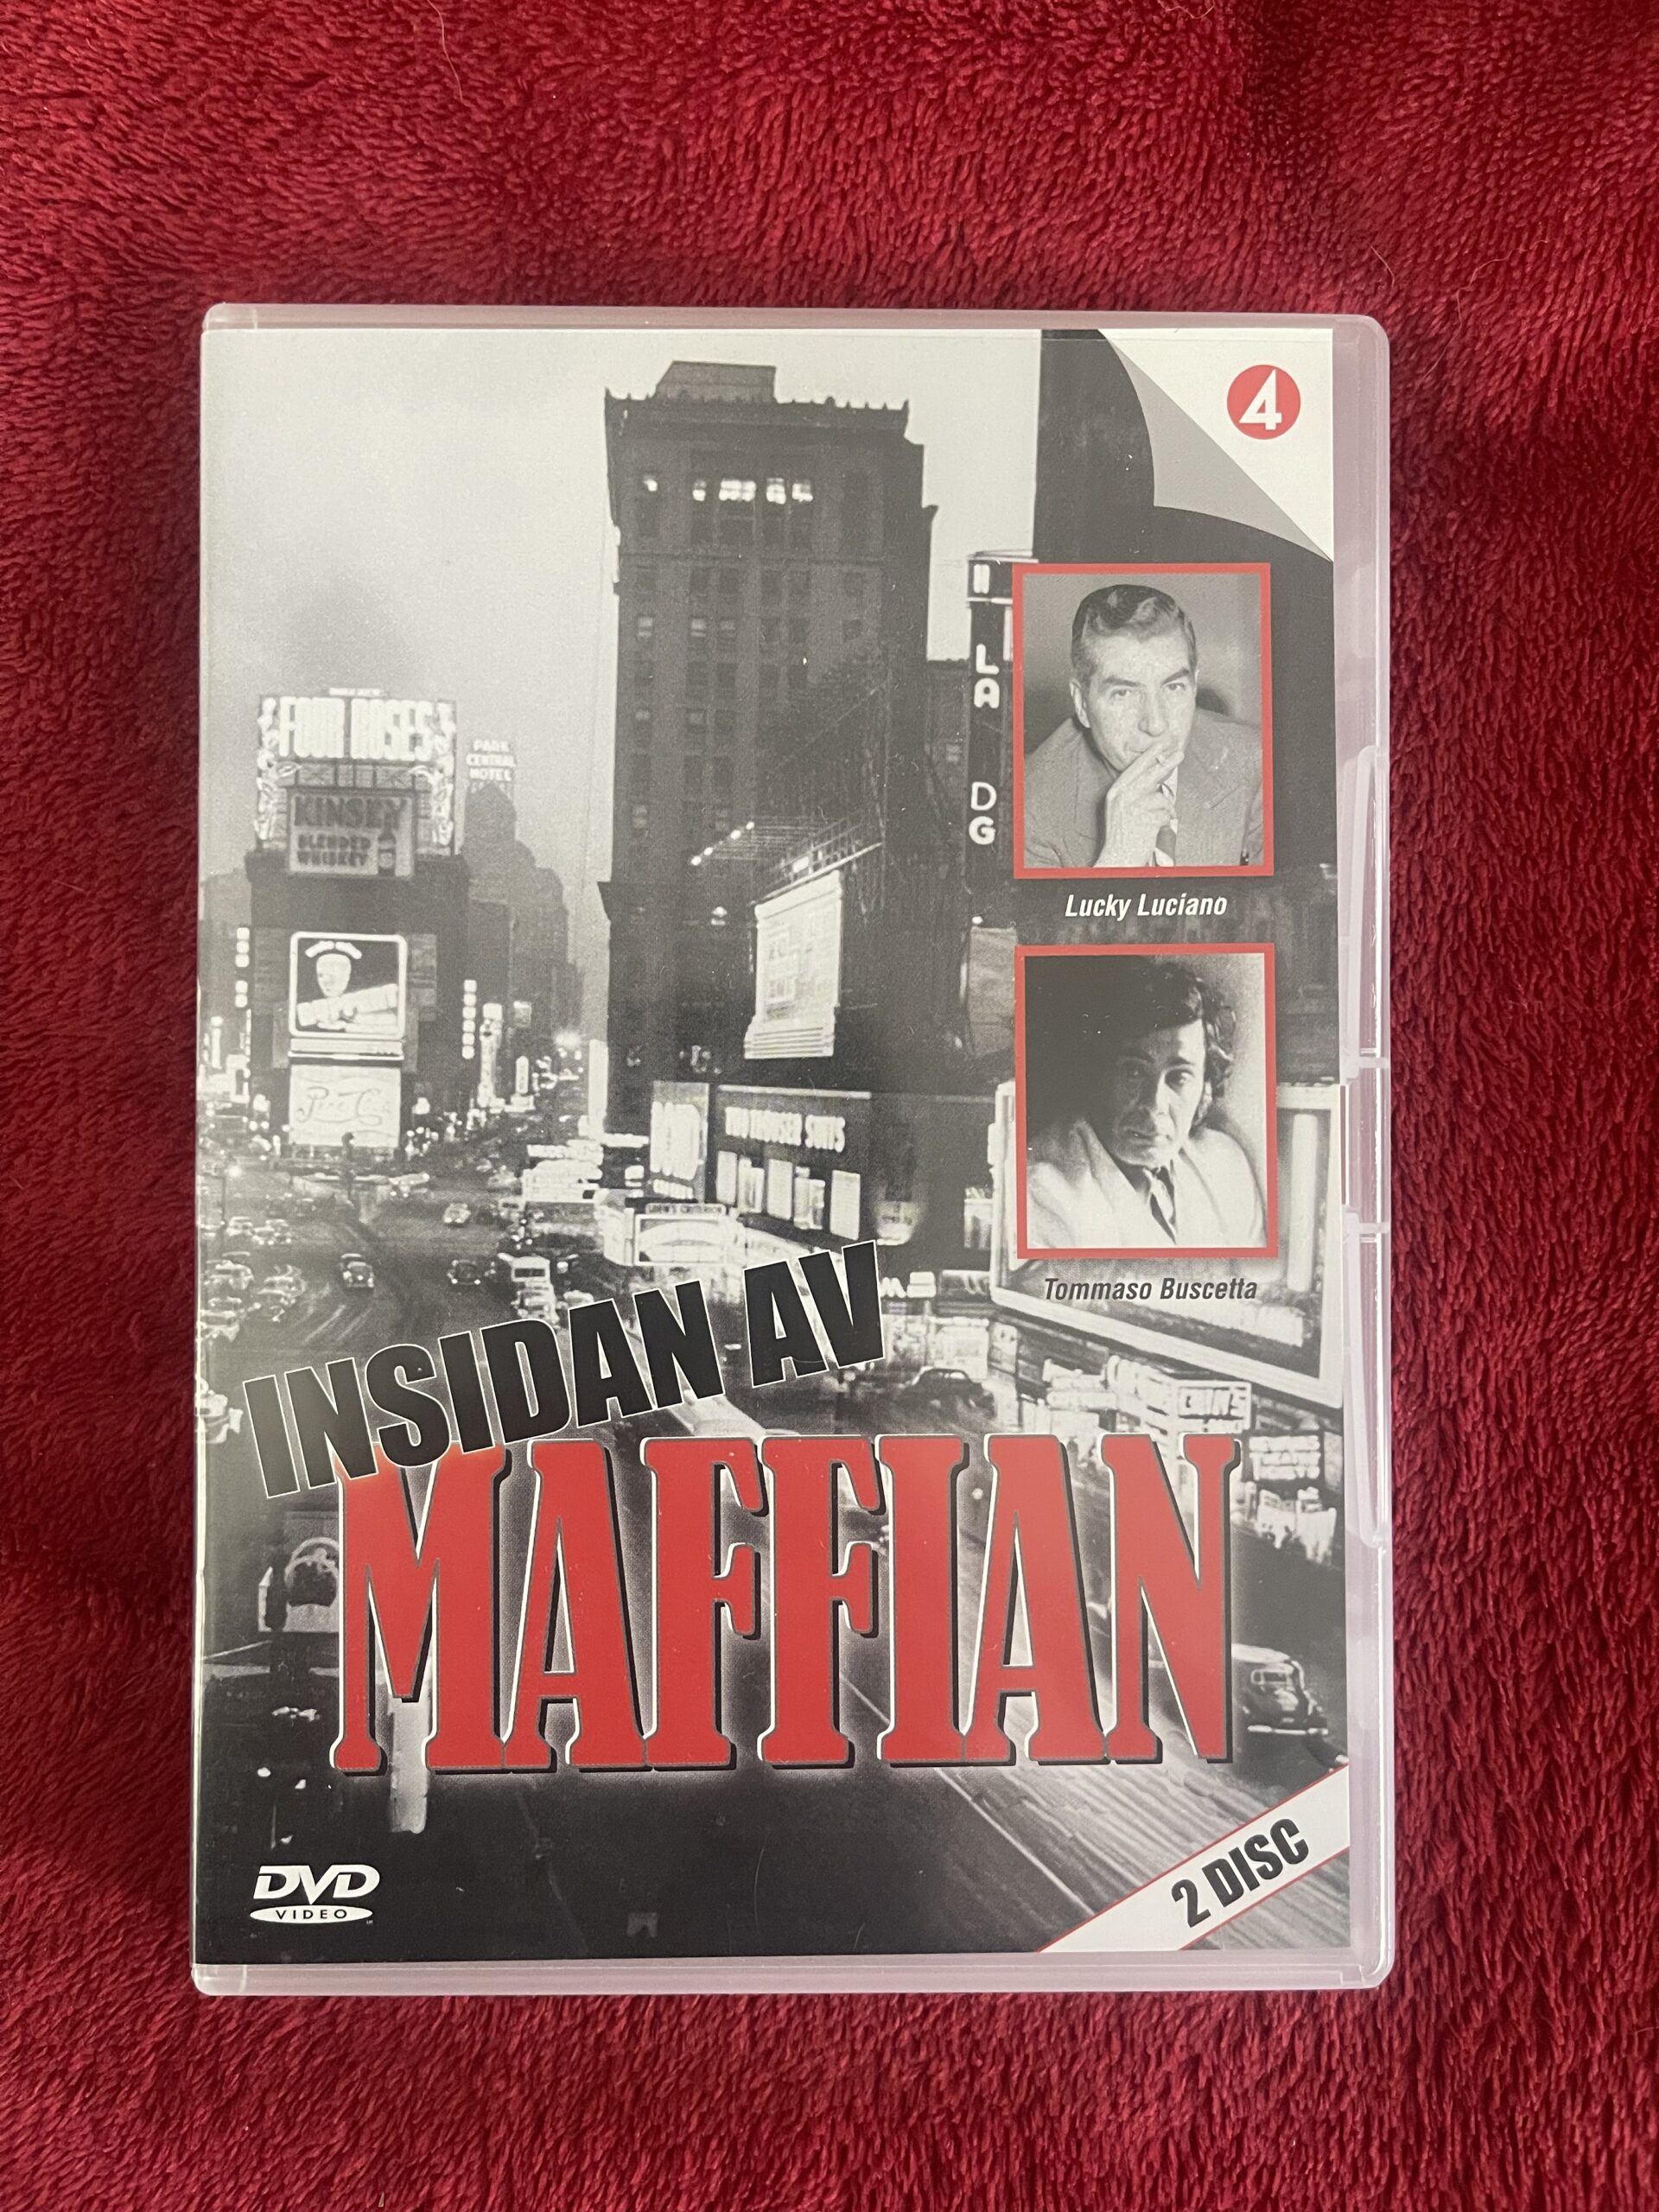 4
FOUR ROSES
PARK
CENTRAL
HOTEL
KINSEY
BLENDED
WHISKEY
LA
DG
Lucky Luciano
Tommaso Buscetta
TWO TROUSER SUITS
INSIDAN AV
MAFFIAN
DVD
VIDEO
2 DISC